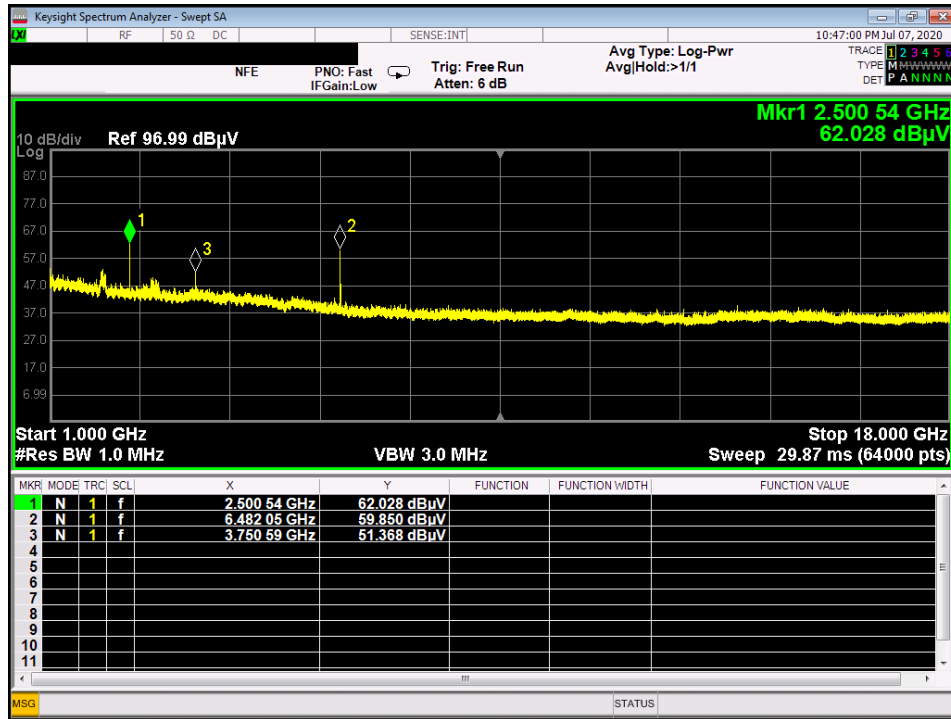 Keysight Spectrum Analyzer - Swept SA
LXI RF 50 Ω DC SENSE:INT 10:47:00 PM Jul 07, 2020
NFE PNO: Fast Trig: Free Run Avg Type: Log-Pwr TRACE 1 2 3 4 5 6
IFGain:Low Atten: 6 dB Avg|Hold:>1/1 TYPE M M W W W W
DET P A N N N N
Mkr1 2.500 54 GHz
62.028 dBµV
10 dB/div Ref 96.99 dBµV
Log
87.0
77.0
67.0
57.0
47.0
37.0
27.0
17.0
6.99
1
2
3
Start 1.000 GHz Stop 18.000 GHz
#Res BW 1.0 MHz VBW 3.0 MHz Sweep 29.87 ms (64000 pts)
MKR MODE TRC SCL X Y FUNCTION FUNCTION WIDTH FUNCTION VALUE
1 N 1 f 2.500 54 GHz 62.028 dBµV
2 N 1 f 6.482 05 GHz 59.850 dBµV
3 N 1 f 3.750 59 GHz 51.368 dBµV
4
5
6
7
8
9
10
11
MSG STATUS